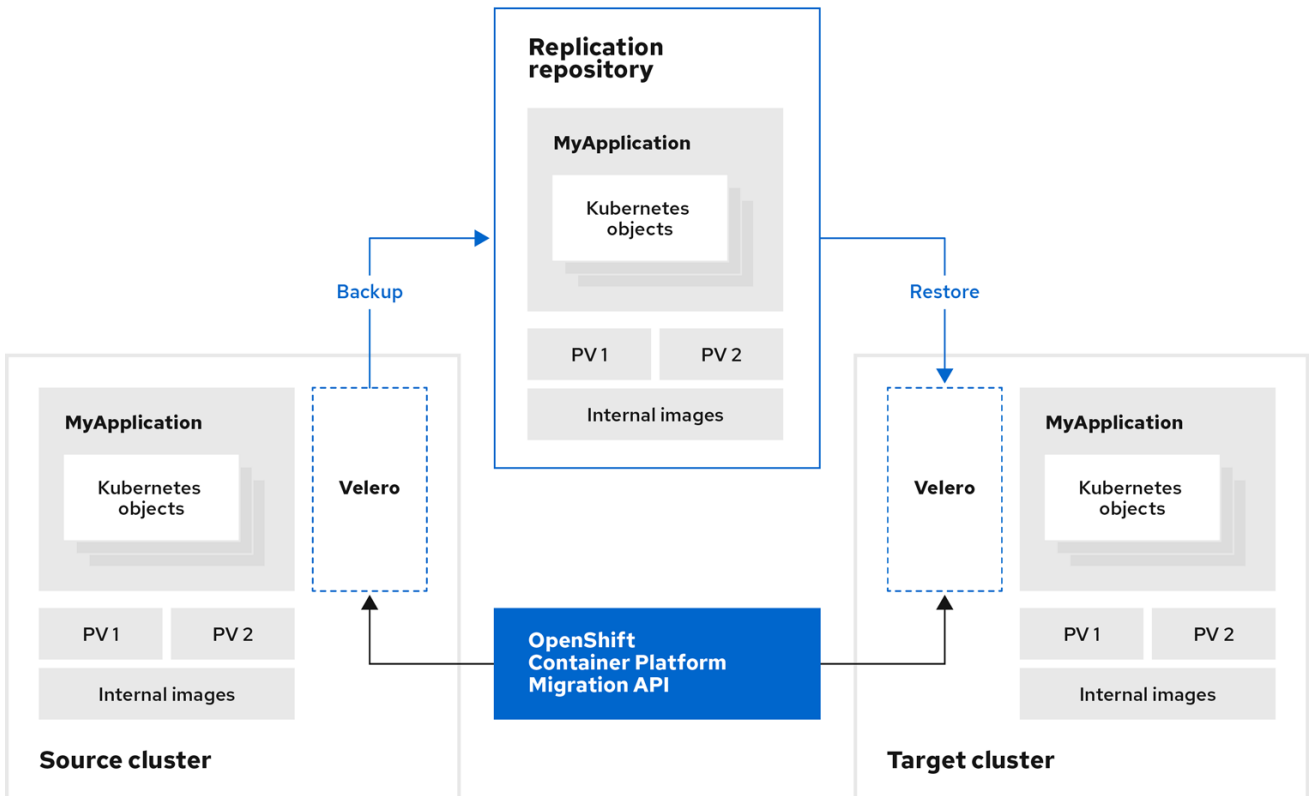 Replication
repository
MyApplication
Kubernetes
objects
PV 1
PV 2
Internal images
Backup
Restore
MyApplication
Kubernetes
objects
Velero
PV 1
PV 2
Internal images
Source cluster
OpenShift
Container Platform
Migration API
Velero
MyApplication
Kubernetes
objects
PV 1
PV 2
Internal images
Target cluster